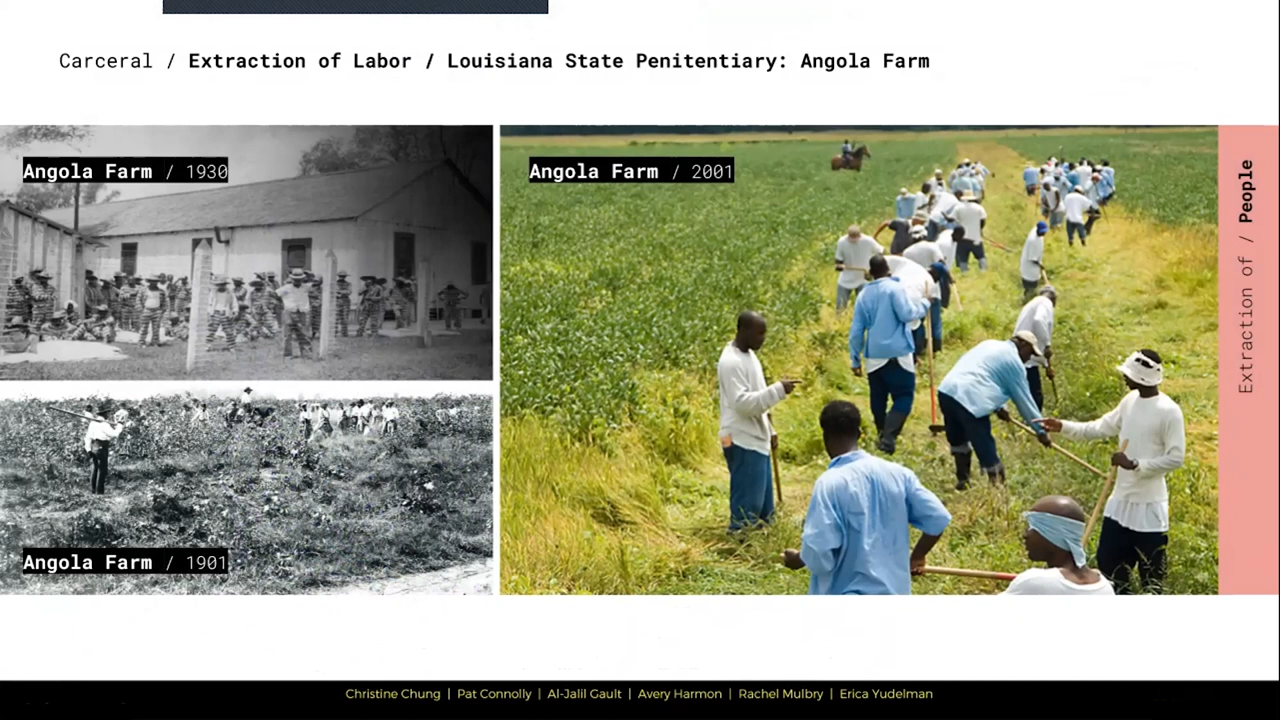 Carceral / Extraction of Labor / Louisiana State Penitentiary: Angola Farm
Angola Farm / 1930
Angola Farm / 2001
Angola Farm / 1901
Extraction of / People
Christine Chung | Pat Connolly | Al-Jalil Gault | Avery Harmon | Rachel Mulbry | Erica Yudelman